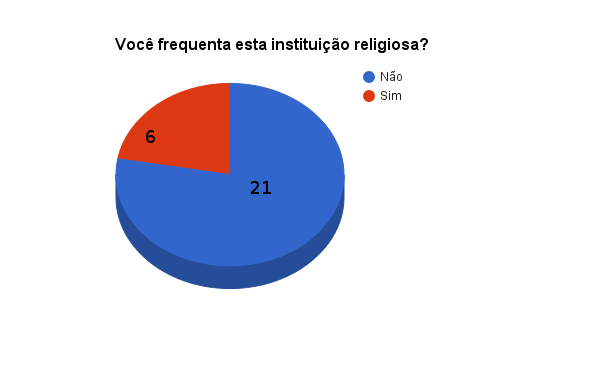 Você frequenta esta instituição religiosa?
Não
Sim
6
21